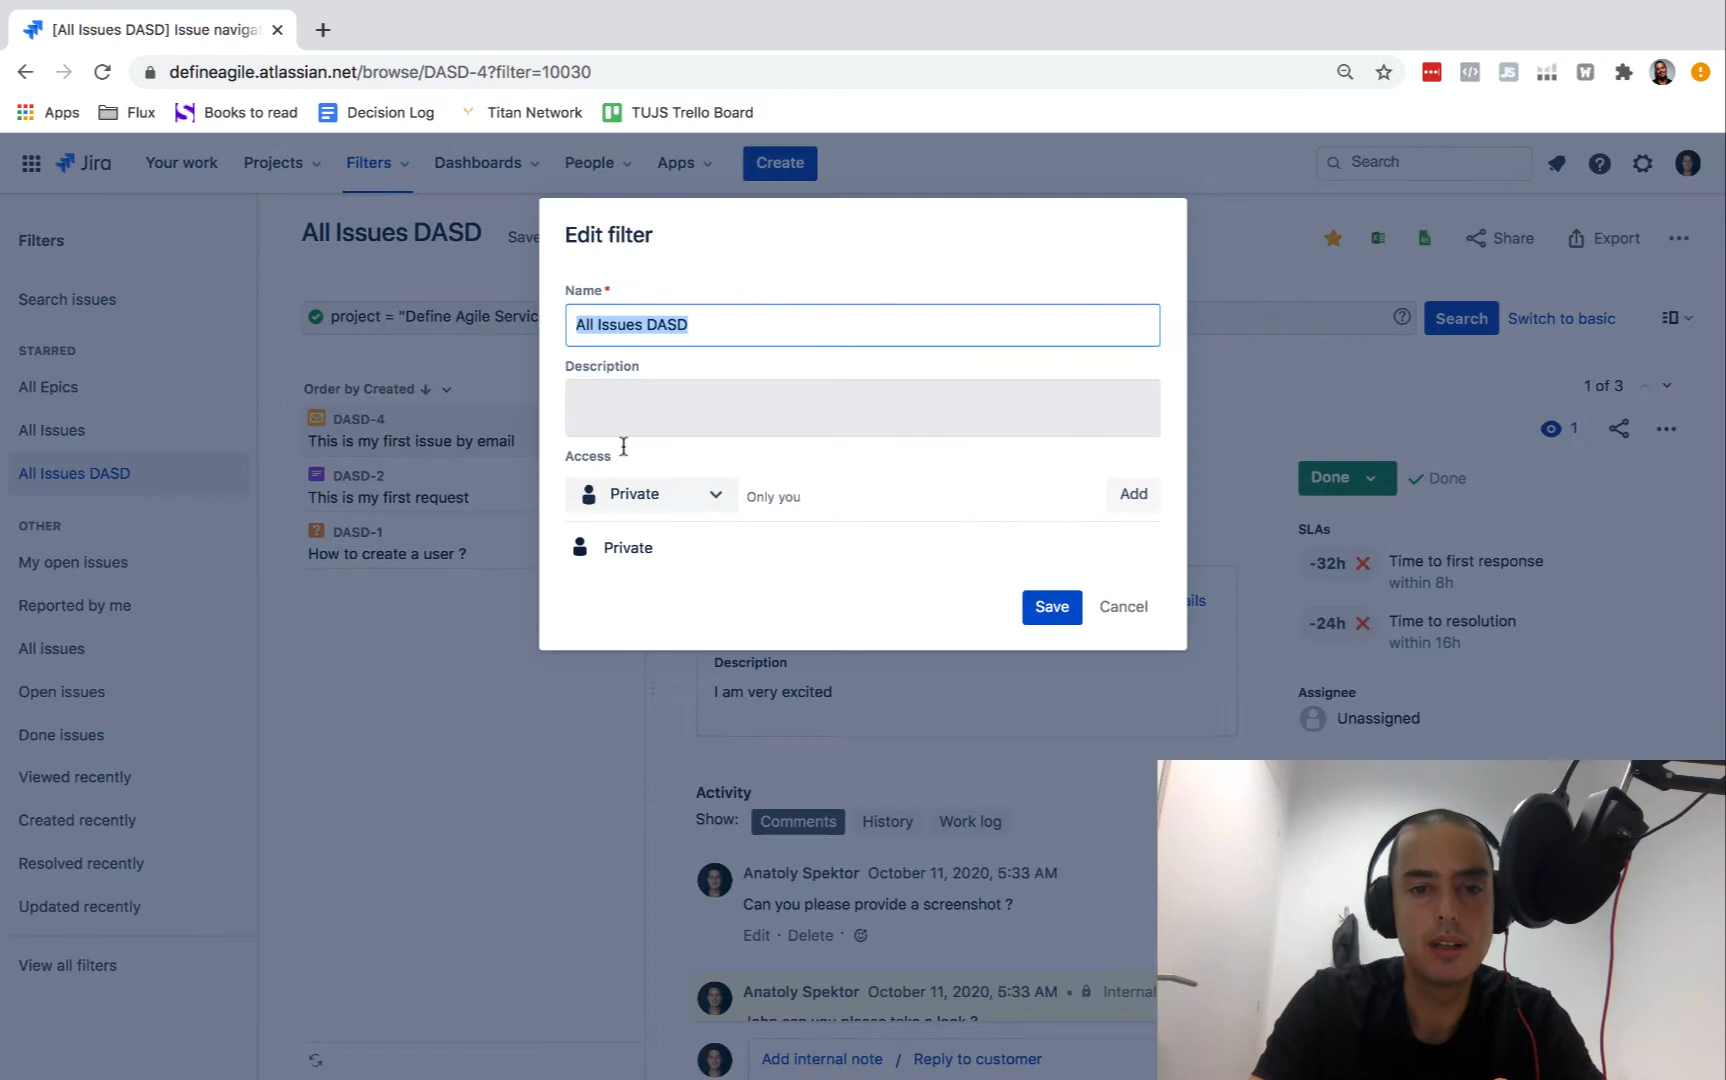 [All Issues DASD] Issue naviga
defineagile.atlassian.net/browse/DASD-4?filter=10030
Apps
Flux
Books to read
Decision Log
Titan Network
TUJS Trello Board
Jira
Your work
Projects
Filters
Dashboards
People
Apps
Create
Search
Filters
Search issues
STARRED
All Epics
All Issues
All Issues DASD
OTHER
My open issues
Reported by me
All issues
Open issues
Done issues
Viewed recently
Created recently
Resolved recently
Updated recently
View all filters
All Issues DASD
Save
Share
Export
project = "Define Agile Servic
Search
Switch to basic
Order by Created
DASD-4
This is my first issue by email
DASD-2
This is my first request
DASD-1
How to create a user ?
Edit filter
Name*
All Issues DASD
Description
Access
Private
Only you
Add
Private
Save
Cancel
1 of 3
1
Done
Done
SLAs
-32h
Time to first response
within 8h
-24h
Time to resolution
within 16h
Assignee
Unassigned
ails
Description
I am very excited
Activity
Show:
Comments
History
Work log
Anatoly Spektor October 11, 2020, 5:33 AM
Can you please provide a screenshot ?
Edit · Delete ·
Anatoly Spektor October 11, 2020, 5:33 AM • Internal
John can you please take a look ?
Add internal note / Reply to customer